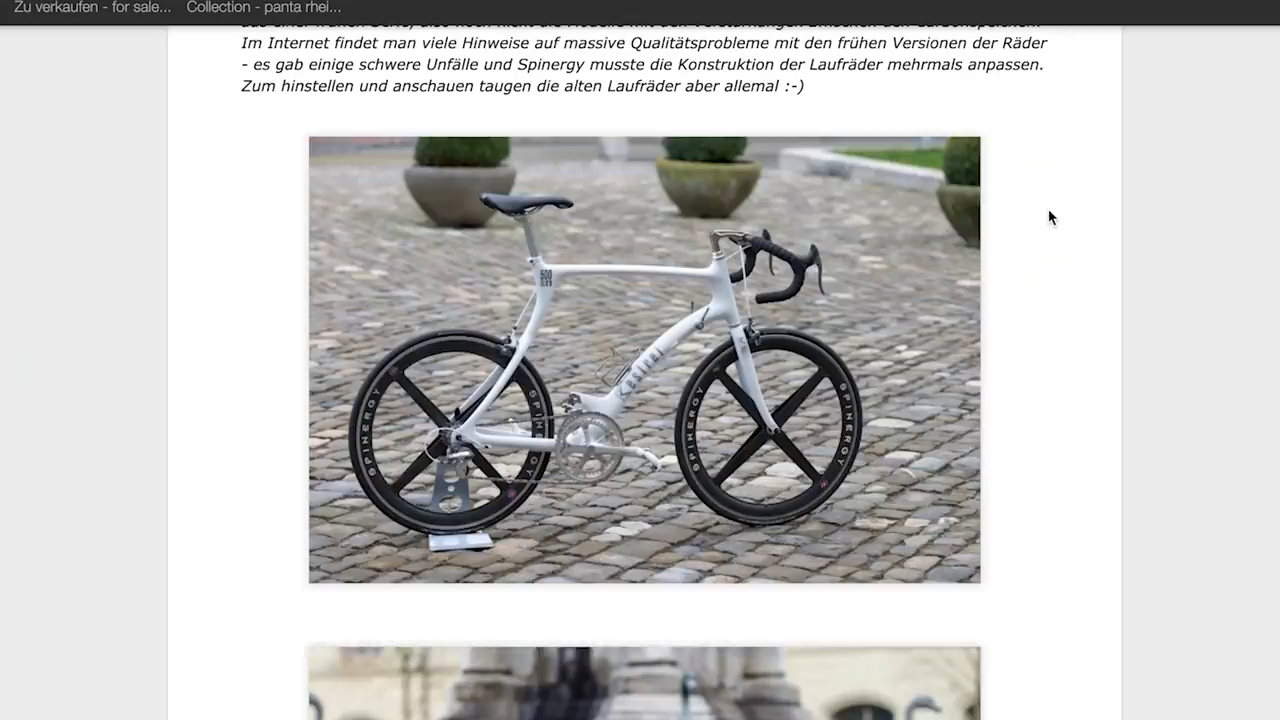 Zu verkaufen - for sale... Collection - panta rhei...
Im Internet findet man viele Hinweise auf massive Qualitätsprobleme mit den frühen Versionen der Räder
- es gab einige schwere Unfälle und Spinergy musste die Konstruktion der Laufräder mehrmals anpassen.
Zum hinstellen und anschauen taugen die alten Laufräder aber allemal :-)
500
Kestrel
SPINERGY
SPINERGY
SPINERGY
SPINERGY